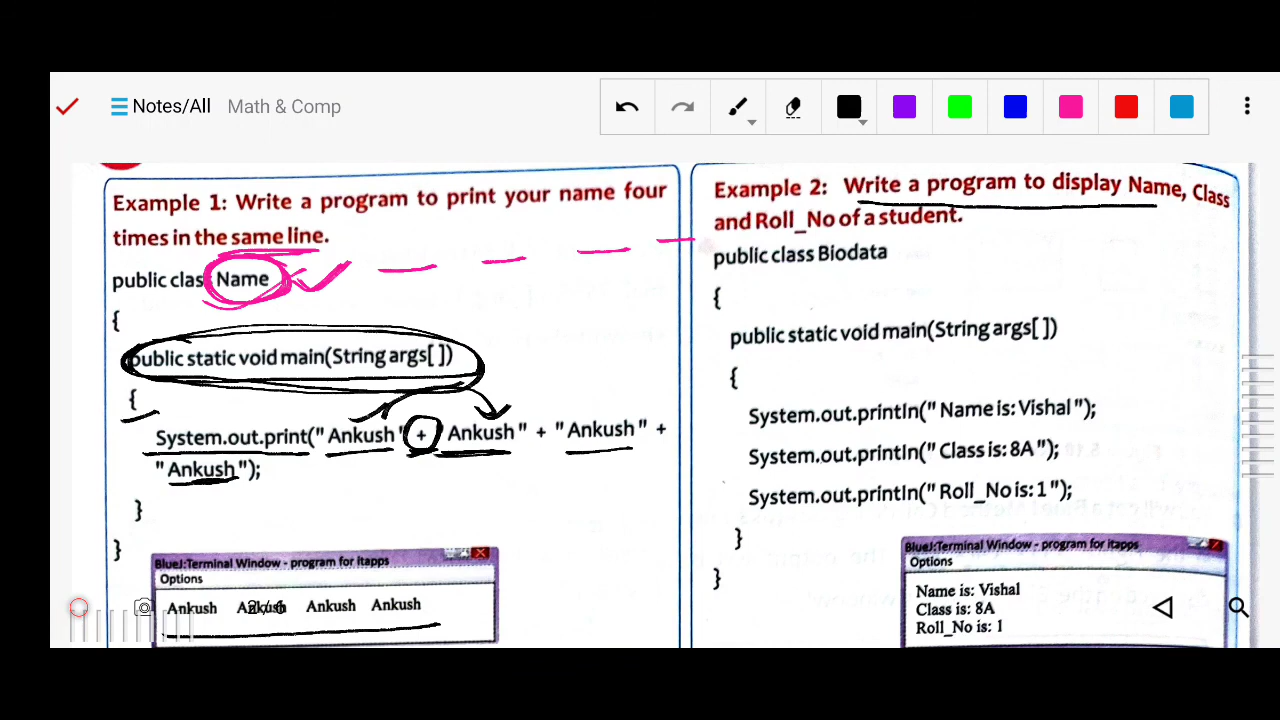 Notes/All Math & Comp
Example 1: Write a program to print your name four
times in the same line.
public class Name
{
public static void main(String args[ ])
{
System.out.print("Ankush" + Ankush" + "Ankush" +
"Ankush");
}
}
BlueJ:Terminal Window - program for itapps
Options
Ankush Ankush Ankush Ankush
2 / 6
Example 2: Write a program to display Name, Class
and Roll_No of a student.
public class Biodata
{
public static void main(String args[ ])
{
System.out.println("Name is: Vishal");
System.out.println("Class is: 8A");
System.out.println("Roll_No is: 1");
}
}
BlueJ:Terminal Window - program for itapps
Options
Name is: Vishal
Class is: 8A
Roll_No is: 1